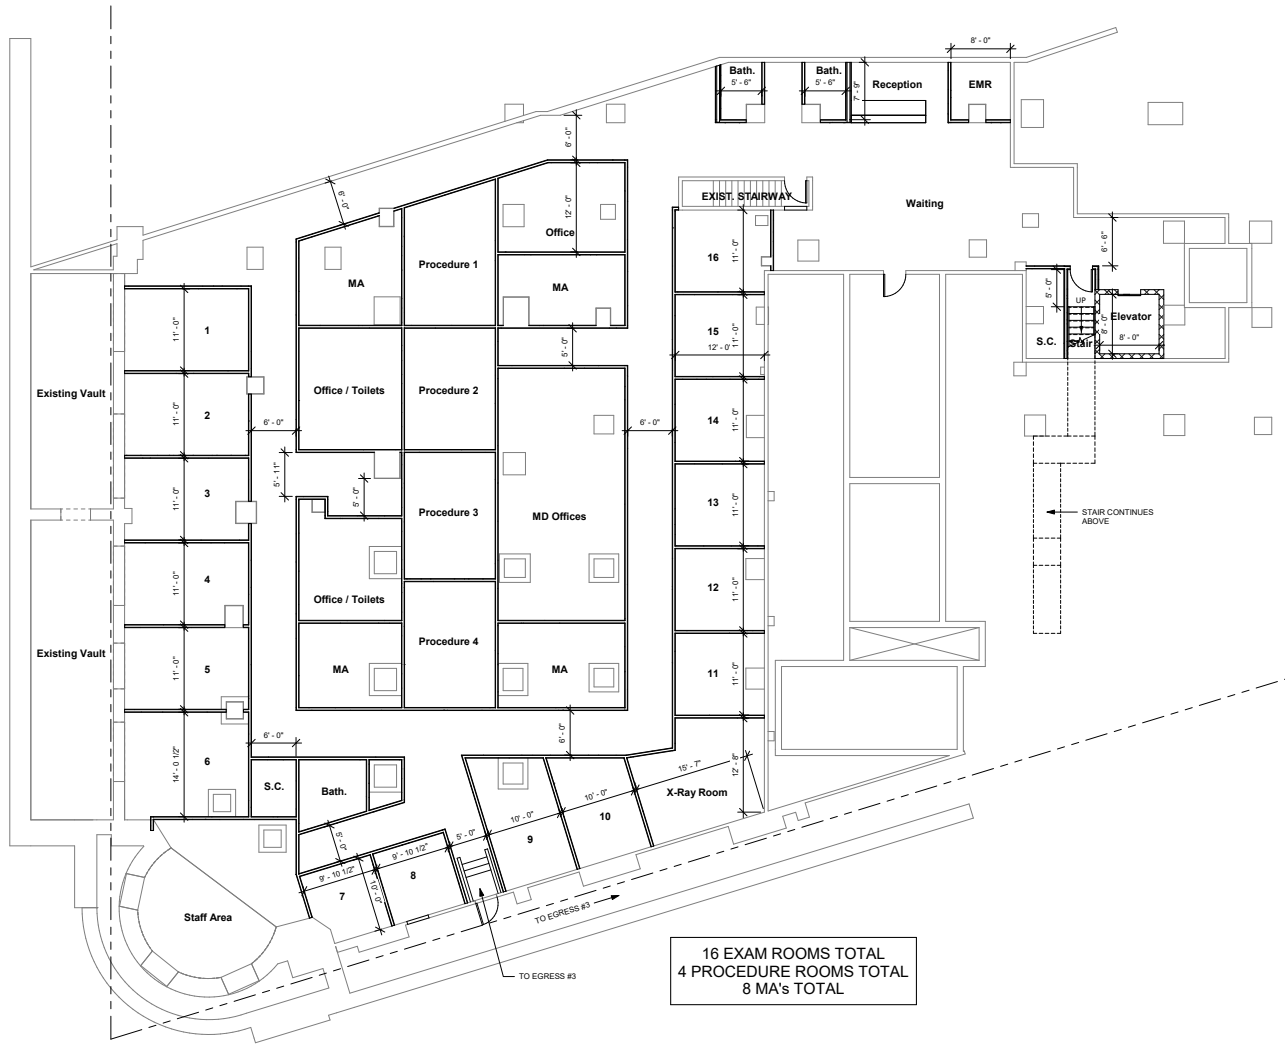 8' - 0"
Bath.
5' - 6"
Bath.
5' - 6"
7' - 9"
Reception
EMR
6' - 0"
6' - 0"
12' - 0"
Office
EXIST. STAIRWAY
Waiting
6' - 6"
MA
Procedure 1
MA
16
11' - 0"
5' - 0"
UP
Elevator
8' - 0"
8' - 0"
S.C.
Stair
1
11' - 0"
15
11' - 0"
12' - 0"
5' - 0"
Existing Vault
2
11' - 0"
Office / Toilets
Procedure 2
6' - 0"
6' - 0"
14
11' - 0"
5' - 11"
5' - 0"
3
11' - 0"
Procedure 3
MD Offices
13
11' - 0"
STAIR CONTINUES
ABOVE
4
11' - 0"
Office / Toilets
12
11' - 0"
Existing Vault
5
11' - 0"
MA
Procedure 4
MA
11
11' - 0"
6' - 0"
6' - 0"
6
14' - 0 1/2"
S.C.
Bath.
15' - 7"
12' - 8"
X-Ray Room
10' - 0"
10' - 0"
5' - 0"
9' - 10 1/2"
9' - 10 1/2"
5' - 0"
10' - 0"
10
9
8
7
Staff Area
TO EGRESS #3
TO EGRESS #3
16 EXAM ROOMS TOTAL
4 PROCEDURE ROOMS TOTAL
8 MA's TOTAL